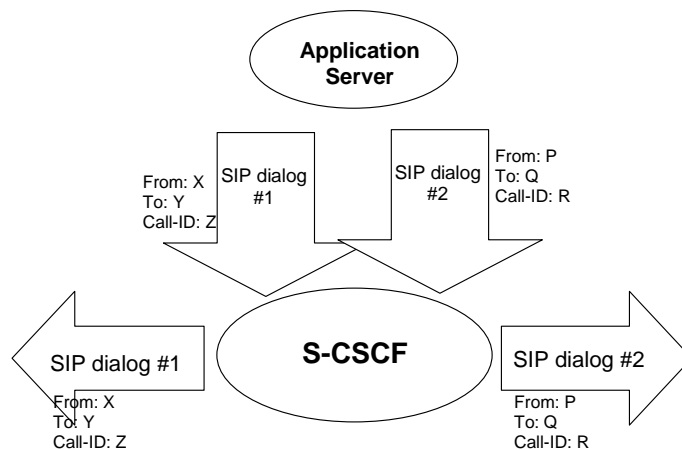 Application
Server
SIP dialog
#1
From: X
To: Y
Call-ID: Z
SIP dialog
#2
From: P
To: Q
Call-ID: R
S-CSCF
SIP dialog #1
From: X
To: Y
Call-ID: Z
SIP dialog #2
From: P
To: Q
Call-ID: R